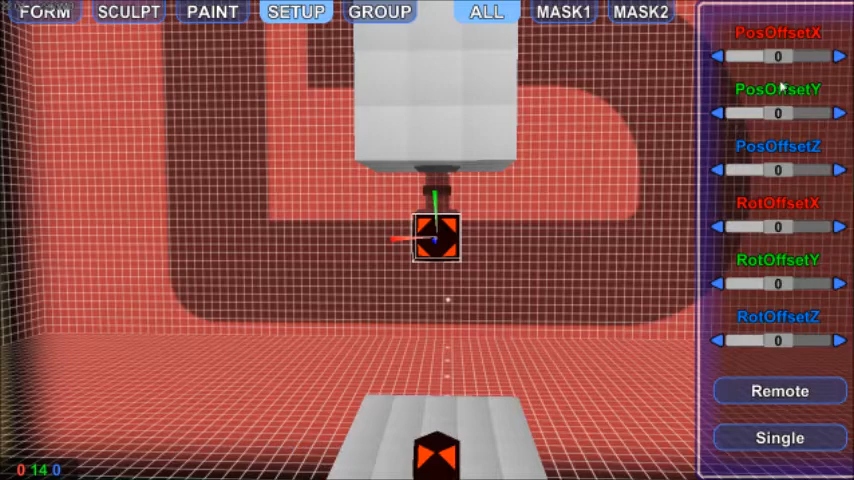 FORM SCULPT PAINT SETUP GROUP ALL MASK1 MASK2
PosOffsetX
0
PosOffsetY
0
PosOffsetZ
0
RotOffsetX
0
RotOffsetY
0
RotOffsetZ
0
Remote
Single
0 14.0